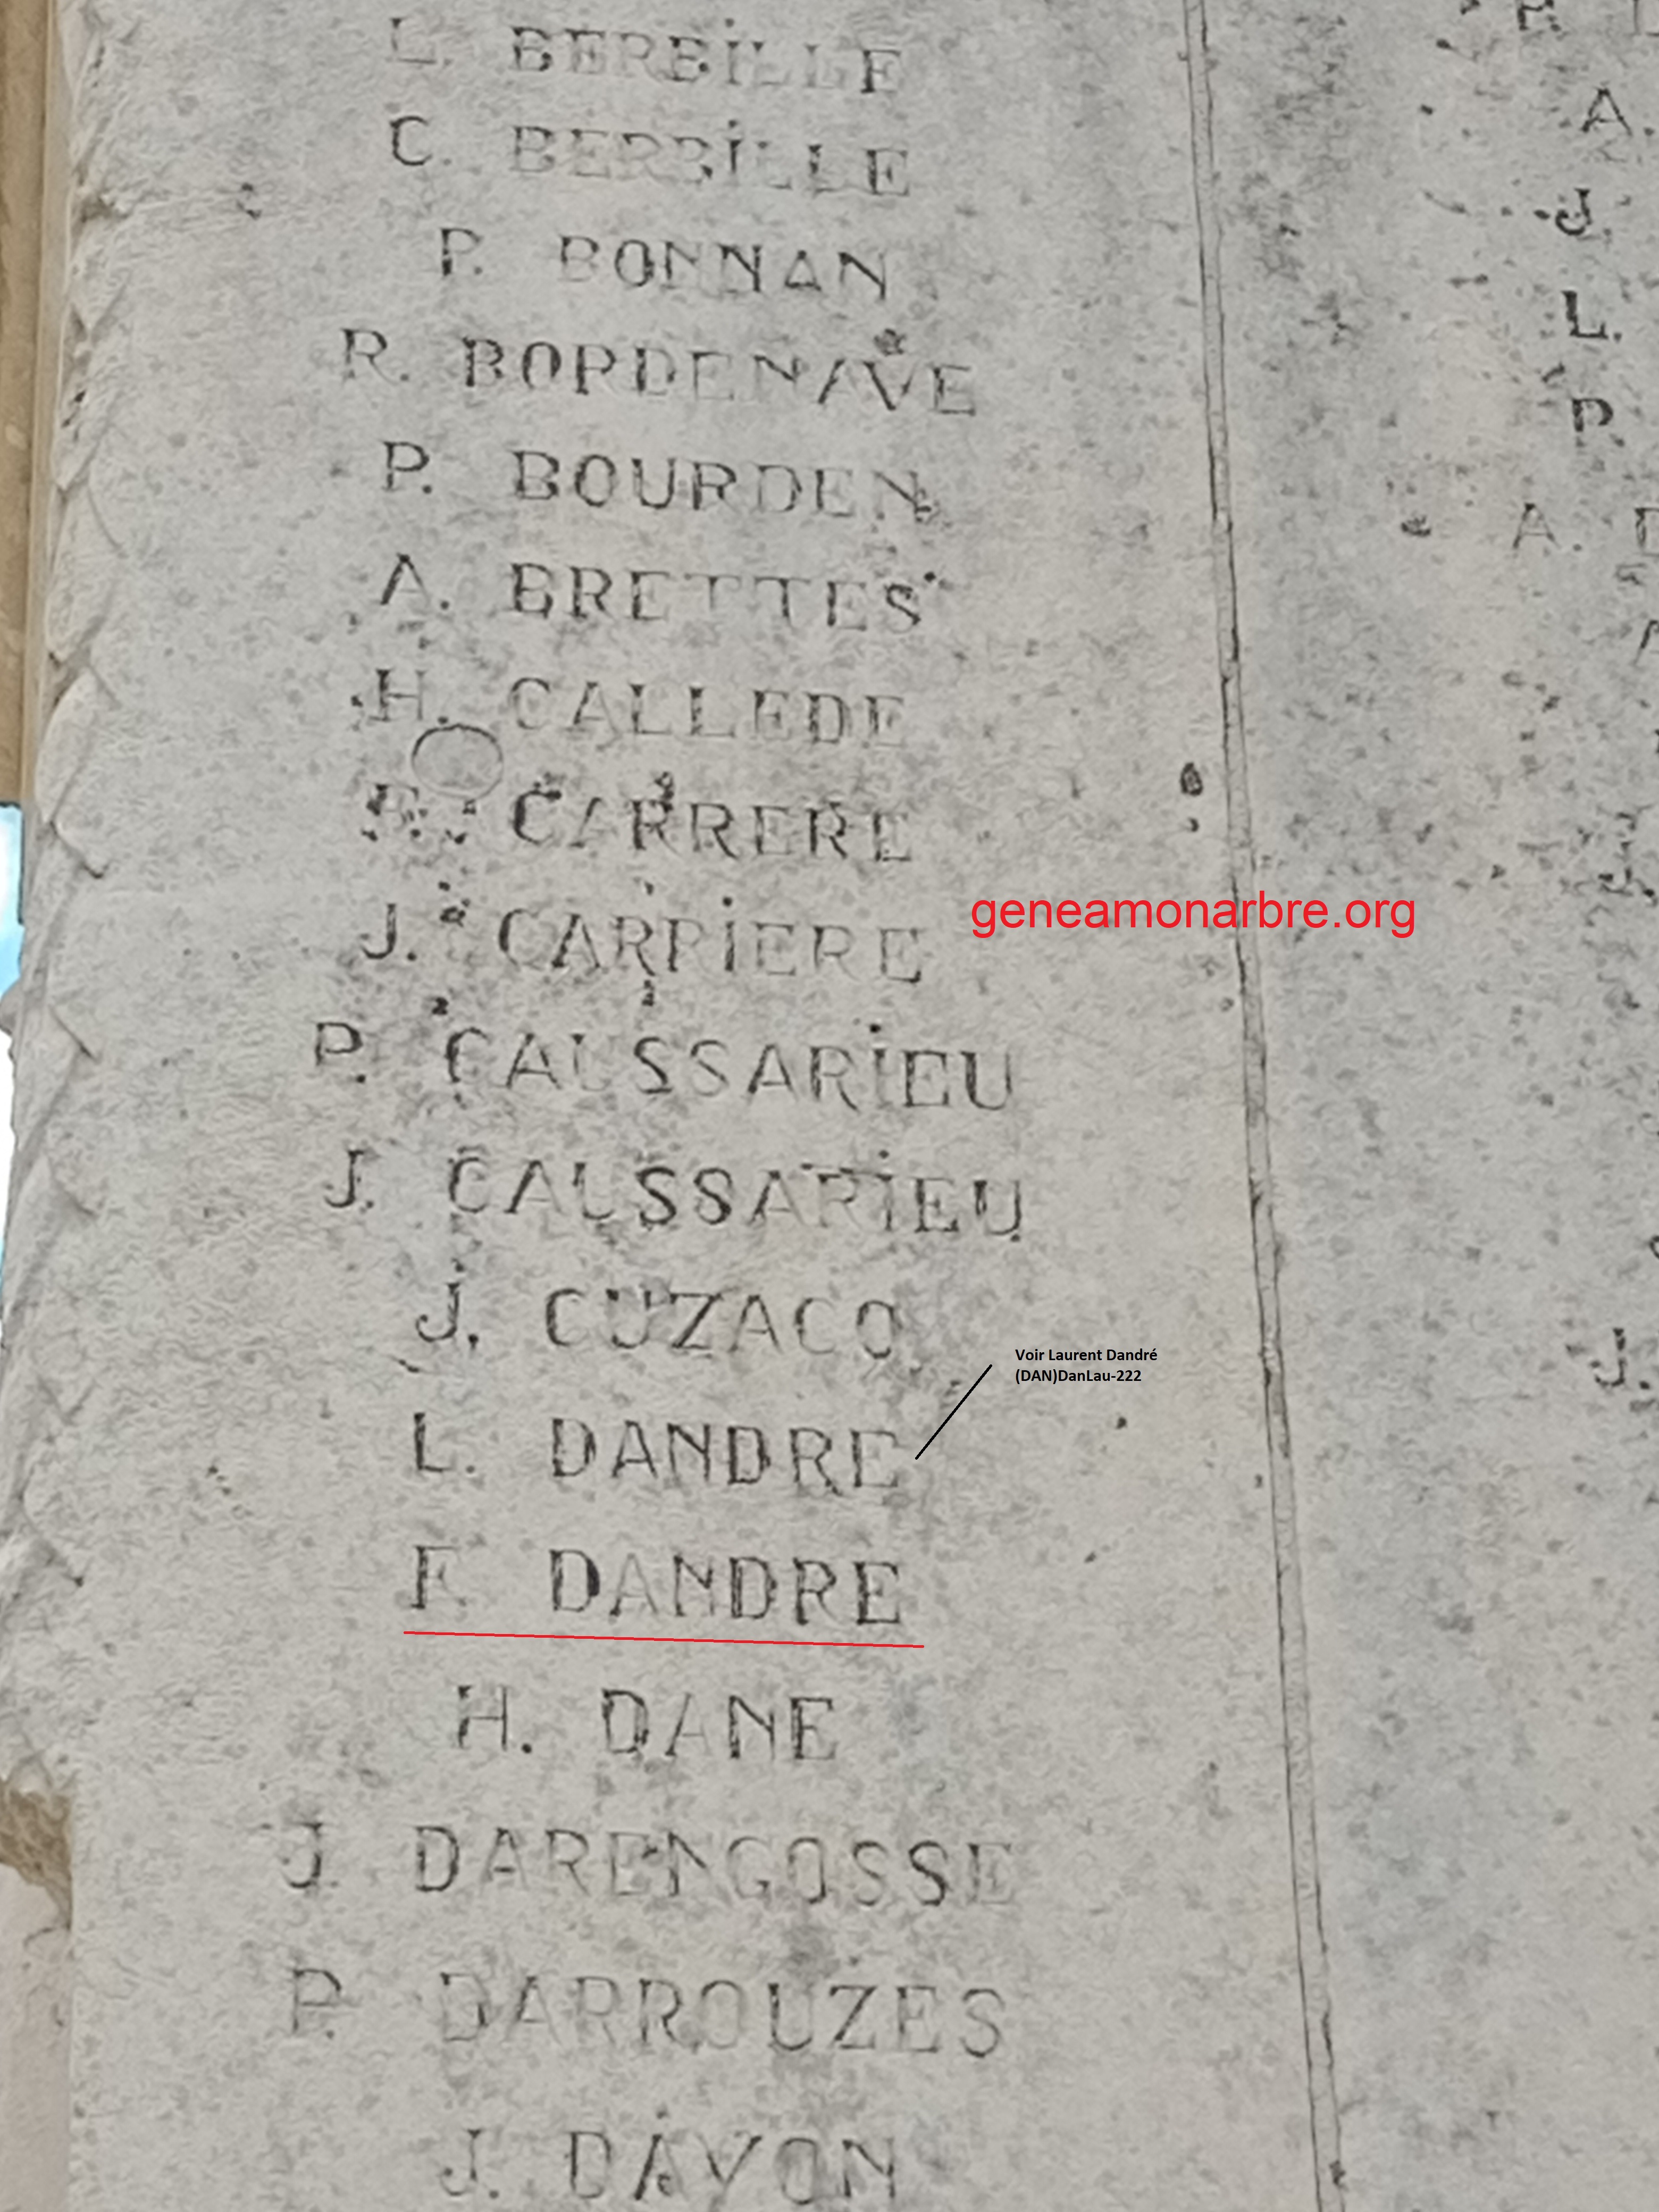 L. BERBILLE
C. BERBILLE
P. BONNAN
R. BORDENAVE
P. BOURDEN
A. BRETTES
H. CALLEDE
CARRERE
J. CARRIERE
P. CAUSSARIEU
J. CAUSSARIEU
J. CUZACQ
L. DANDRE
F. DANDRE
H. DANE
J. DARENGOSSE
P. DARROUZES
J. DAYON
geneamonarbre.org
Voir Laurent Dandré
(DAN)DanLau-222
A.
J.
L.
P.
A.
J.